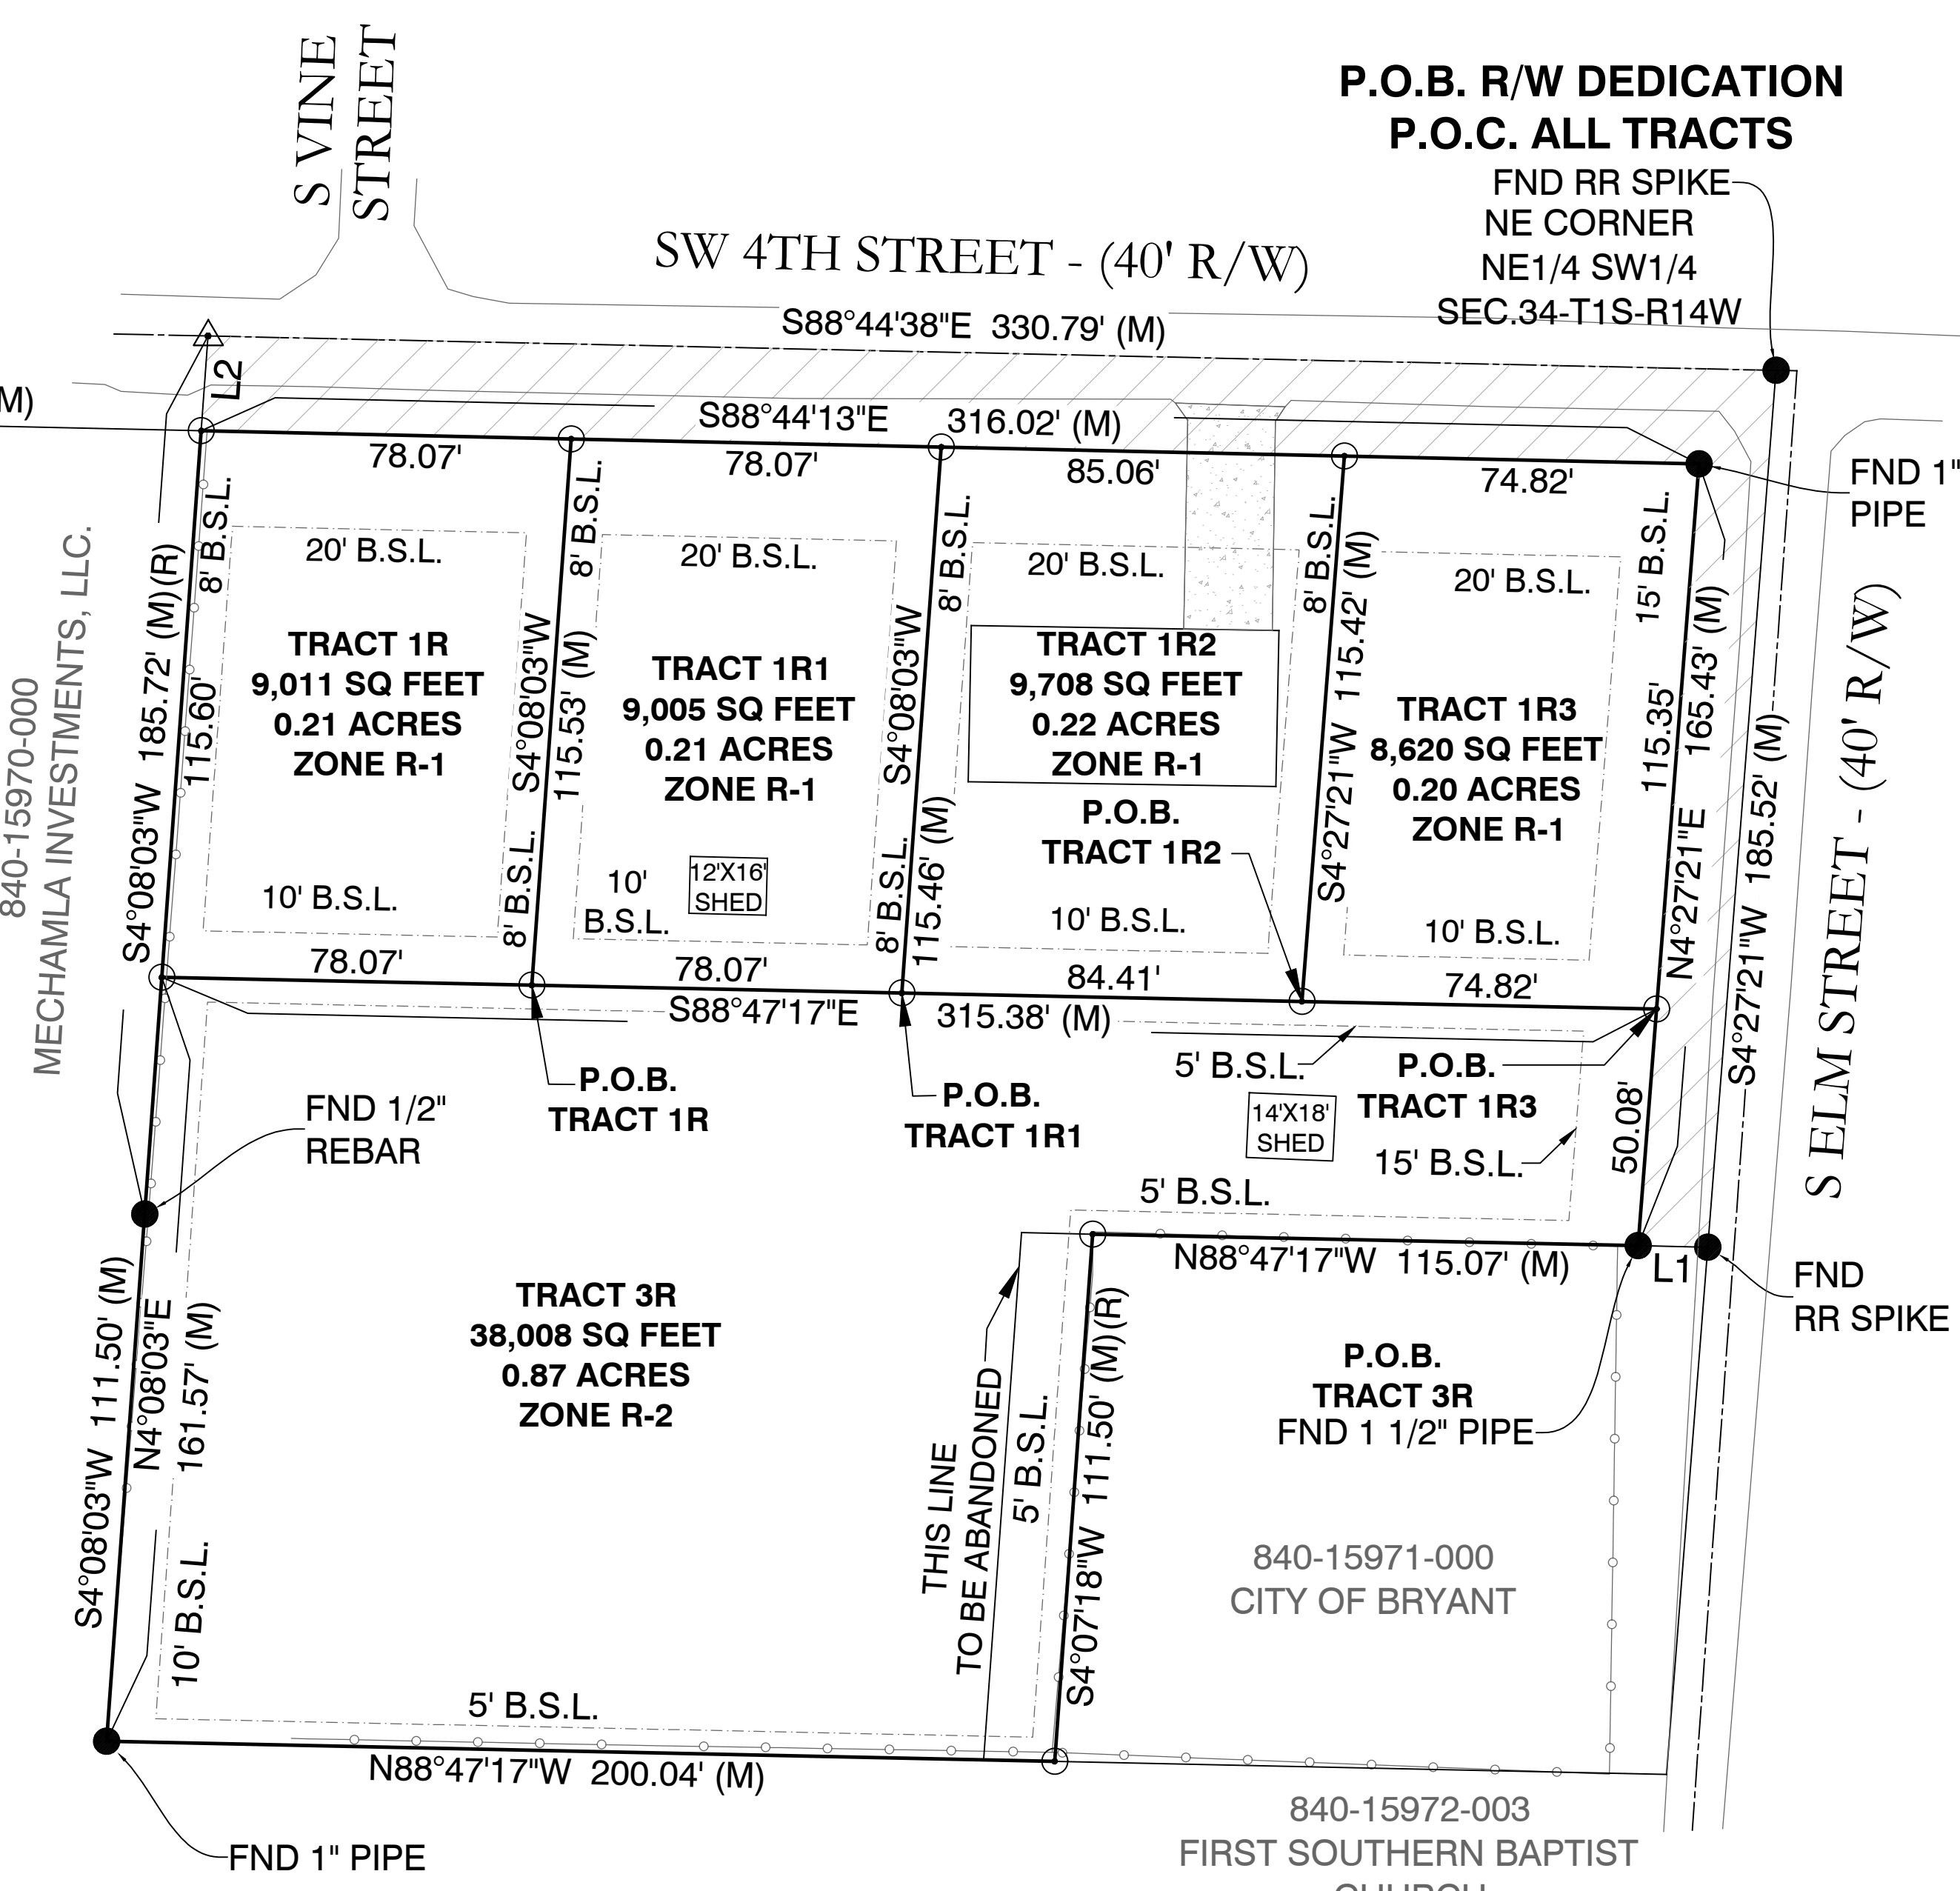 S VINE
STREET
P.O.B. R/W DEDICATION
P.O.C. ALL TRACTS
FND RR SPIKE
NE CORNER
NE1/4 SW1/4
SEC.34-T1S-R14W
SW 4TH STREET - (40' R/W)
S88°44'38"E 330.79' (M)
L2
M)
S88°44'13"E 316.02' (M)
78.07'
78.07'
85.06'
74.82'
FND 1"
PIPE
8' B.S.L.
8' B.S.L.
8' B.S.L.
8' B.S.L.
15' B.S.L.
20' B.S.L.
20' B.S.L.
20' B.S.L.
20' B.S.L.
840-15970-000
MECHAMLA INVESTMENTS, LLC.
S4°08'03"W 185.72' (M)(R)
115.60'
TRACT 1R
9,011 SQ FEET
0.21 ACRES
ZONE R-1
S4°08'03"W
115.53' (M)
TRACT 1R1
9,005 SQ FEET
0.21 ACRES
ZONE R-1
S4°08'03"W
115.46' (M)
TRACT 1R2
9,708 SQ FEET
0.22 ACRES
ZONE R-1
P.O.B.
TRACT 1R2
S4°27'21"W 115.42' (M)
TRACT 1R3
8,620 SQ FEET
0.20 ACRES
ZONE R-1
115.35'
N4°27'21"E 165.43' (M)
S4°27'21"W 185.52' (M)
S ELM STREET - (40' R/W)
10' B.S.L.
8' B.S.L.
10'
B.S.L.
12'X16'
SHED
8' B.S.L.
10' B.S.L.
10' B.S.L.
78.07'
78.07'
84.41'
74.82'
S88°47'17"E 315.38' (M)
5' B.S.L.
P.O.B.
TRACT 1R3
P.O.B.
TRACT 1R
P.O.B.
TRACT 1R1
FND 1/2"
REBAR
14'X18'
SHED
15' B.S.L.
50.08'
5' B.S.L.
N88°47'17"W 115.07' (M)
L1
FND
RR SPIKE
S4°08'03"W 111.50' (M)
N4°08'03"E
161.57' (M)
10' B.S.L.
TRACT 3R
38,008 SQ FEET
0.87 ACRES
ZONE R-2
THIS LINE
TO BE ABANDONED
5' B.S.L.
S4°07'18"W 111.50' (M)(R)
P.O.B.
TRACT 3R
FND 1 1/2" PIPE
840-15971-000
CITY OF BRYANT
5' B.S.L.
N88°47'17"W 200.04' (M)
FND 1" PIPE
840-15972-003
FIRST SOUTHERN BAPTIST
CHURCH